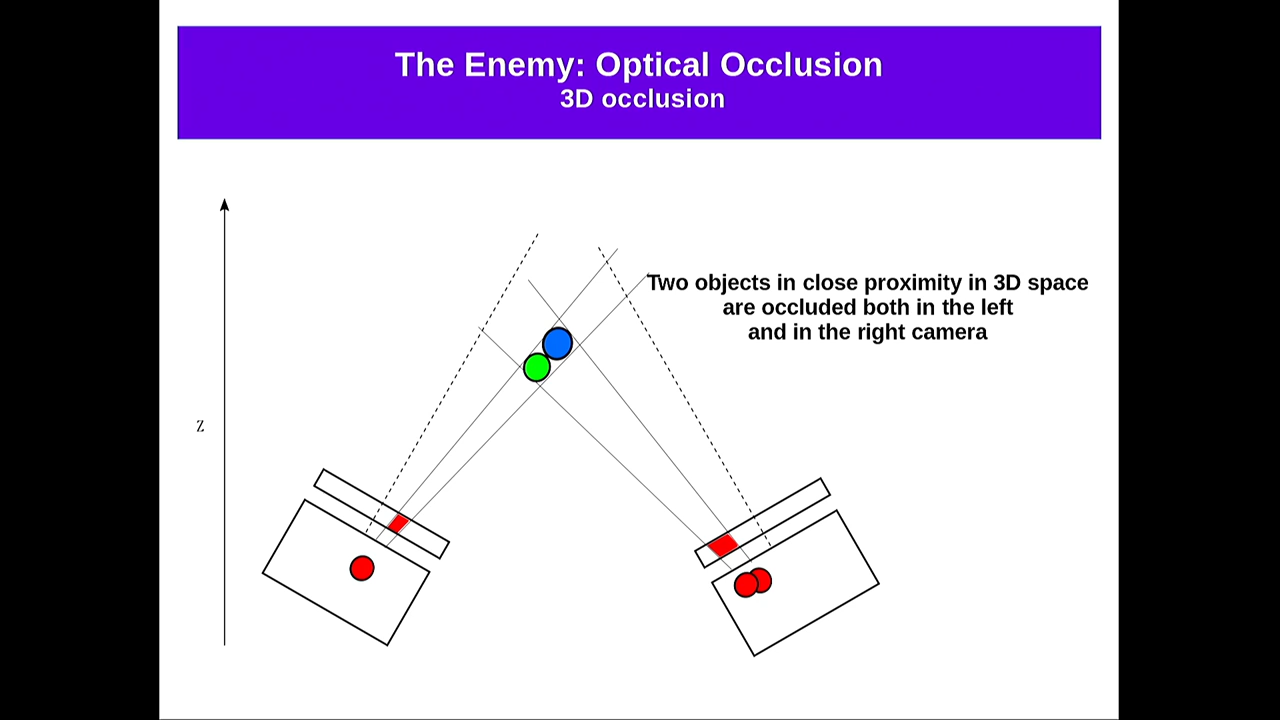 The Enemy: Optical Occlusion
3D occlusion
Two objects in close proximity in 3D space
are occluded both in the left
and in the right camera
Z